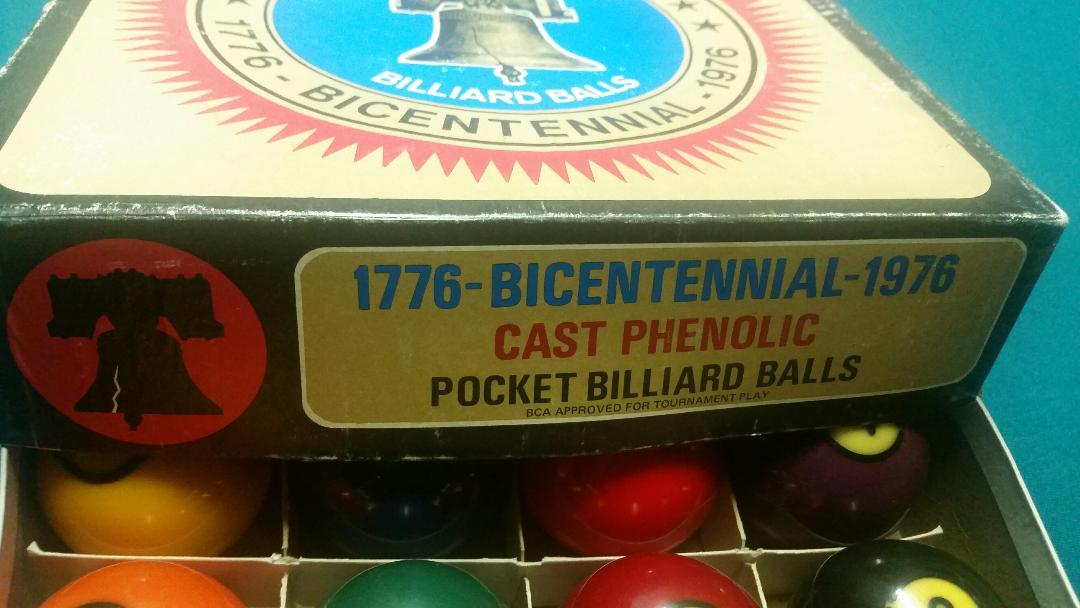 BILLIARD BALLS
1776 - BICENTENNIAL - 1976
1776-BICENTENNIAL-1976
CAST PHENOLIC
POCKET BILLIARD BALLS
BCA APPROVED FOR TOURNAMENT PLAY